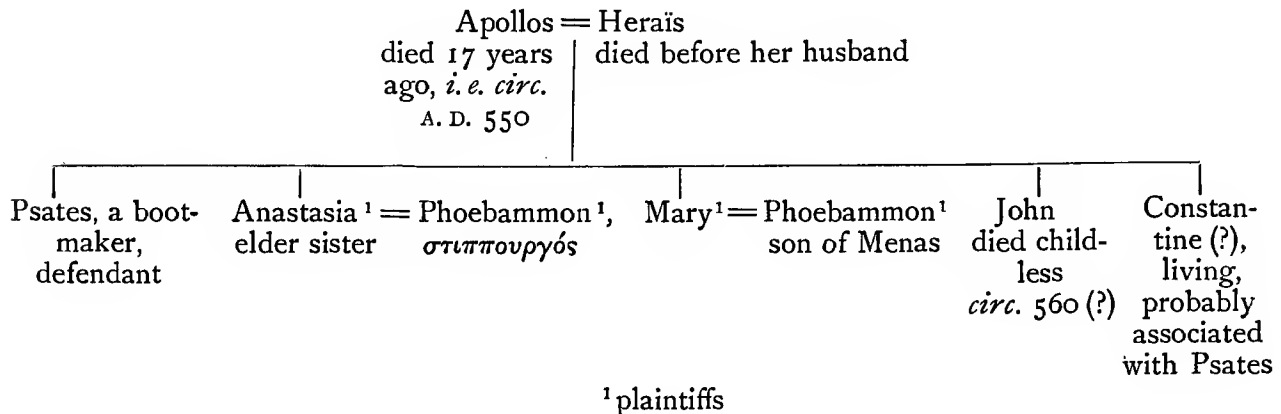 Apollos = Heraïs
died 17 years died before her husband
ago, i. e. circ.
A. D. 550
Psates, a boot-
maker,
defendant
Anastasia ¹ = Phoebammon ¹,
elder sister στιππουργός
Mary ¹ = Phoebammon ¹
son of Menas
John
died child-
less
circ. 560 (?)
Constan-
tine (?),
living,
probably
associated
with Psates
¹ plaintiffs